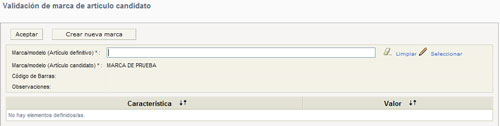 Validación de marca de artículo candidato
Aceptar Crear nueva marca
Marca/modelo (Artículo definitivo) * : Limpiar Seleccionar
Marca/modelo (Artículo candidato) * : MARCA DE PRUEBA
Código de Barras:
Observaciones:
Característica Valor
No hay elementos definidos/as.